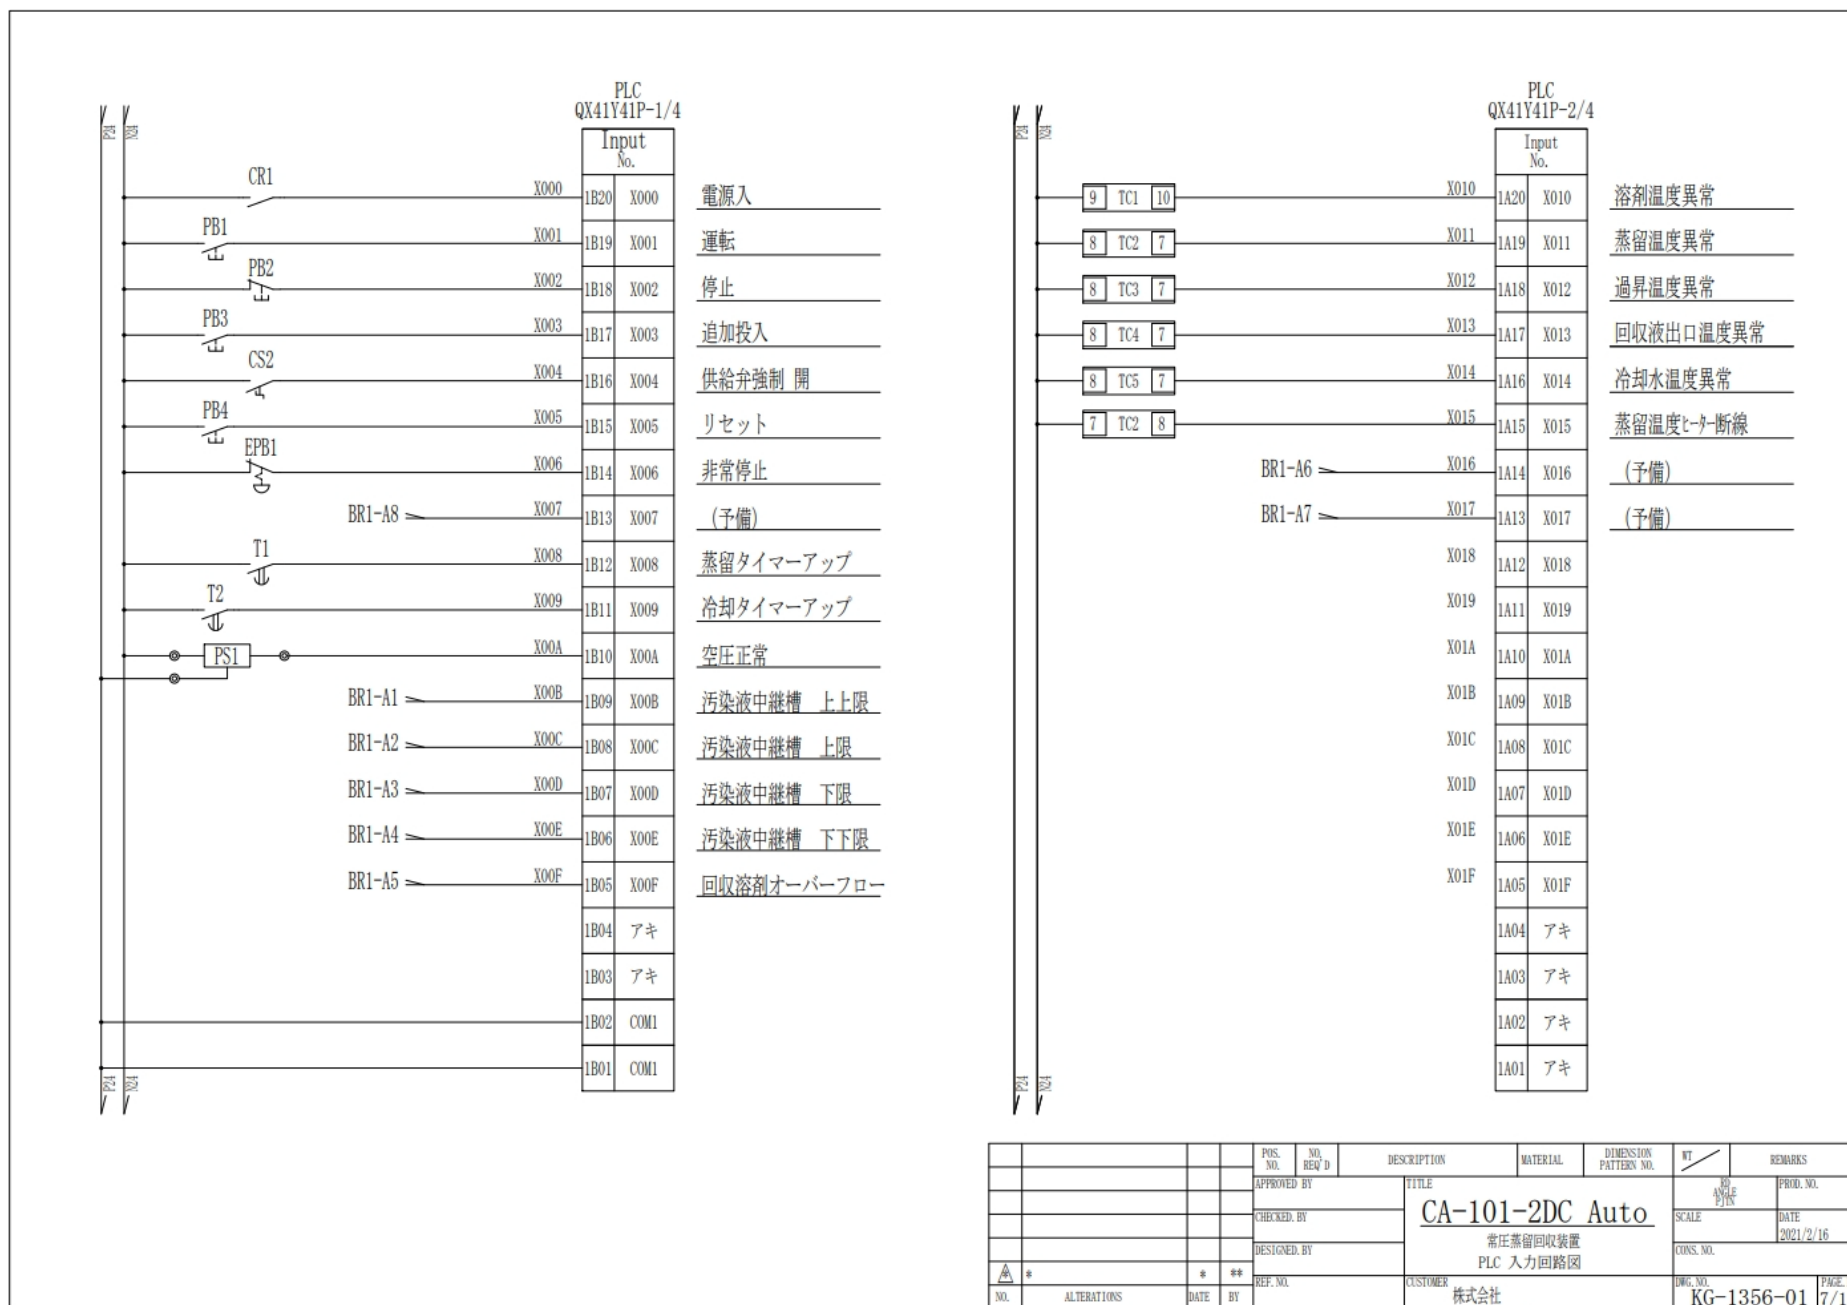 PLC
QX41Y41P-1/4
Input
No.
P24
N24
CR1 X000 1B20 X000 電源入
PB1 X001 1B19 X001 運転
PB2 X002 1B18 X002 停止
PB3 X003 1B17 X003 追加投入
CS2 X004 1B16 X004 供給弁強制 開
PB4 X005 1B15 X005 リセット
EPB1 X006 1B14 X006 非常停止
BR1-A8 X007 1B13 X007 (予備)
T1 X008 1B12 X008 蒸留タイマーアップ
T2 X009 1B11 X009 冷却タイマーアップ
PS1 X00A 1B10 X00A 空圧正常
BR1-A1 X00B 1B09 X00B 汚染液中継槽 上上限
BR1-A2 X00C 1B08 X00C 汚染液中継槽 上限
BR1-A3 X00D 1B07 X00D 汚染液中継槽 下限
BR1-A4 X00E 1B06 X00E 汚染液中継槽 下下限
BR1-A5 X00F 1B05 X00F 回収溶剤オーバーフロー
1B04 アキ
1B03 アキ
1B02 COM1
1B01 COM1
P24
N24
PLC
QX41Y41P-2/4
Input
No.
P24
N24
9 TC1 10 X010 1A20 X010 溶剤温度異常
8 TC2 7 X011 1A19 X011 蒸留温度異常
8 TC3 7 X012 1A18 X012 過昇温度異常
8 TC4 7 X013 1A17 X013 回収液出口温度異常
8 TC5 7 X014 1A16 X014 冷却水温度異常
7 TC2 8 X015 1A15 X015 蒸留温度ヒーター断線
BR1-A6 X016 1A14 X016 (予備)
BR1-A7 X017 1A13 X017 (予備)
X018 1A12 X018
X019 1A11 X019
X01A 1A10 X01A
X01B 1A09 X01B
X01C 1A08 X01C
X01D 1A07 X01D
X01E 1A06 X01E
X01F 1A05 X01F
1A04 アキ
1A03 アキ
1A02 アキ
1A01 アキ
P24
N24
POS. NO.
NO. REQ'D
DESCRIPTION
MATERIAL
DIMENSION PATTERN NO.
WT
REMARKS
APPROVED BY
CHECKED. BY
DESIGNED. BY
REF. NO.
TITLE
CA-101-2DC Auto
常圧蒸留回収装置
PLC 入力回路図
CUSTOMER
株式会社
RD ANGLE PJTN
PROD. NO.
SCALE
DATE
2021/2/16
CONS. NO.
DWG. NO.
KG-1356-01
PAGE.
7/1
* * * **
NO. ALTERATIONS DATE BY